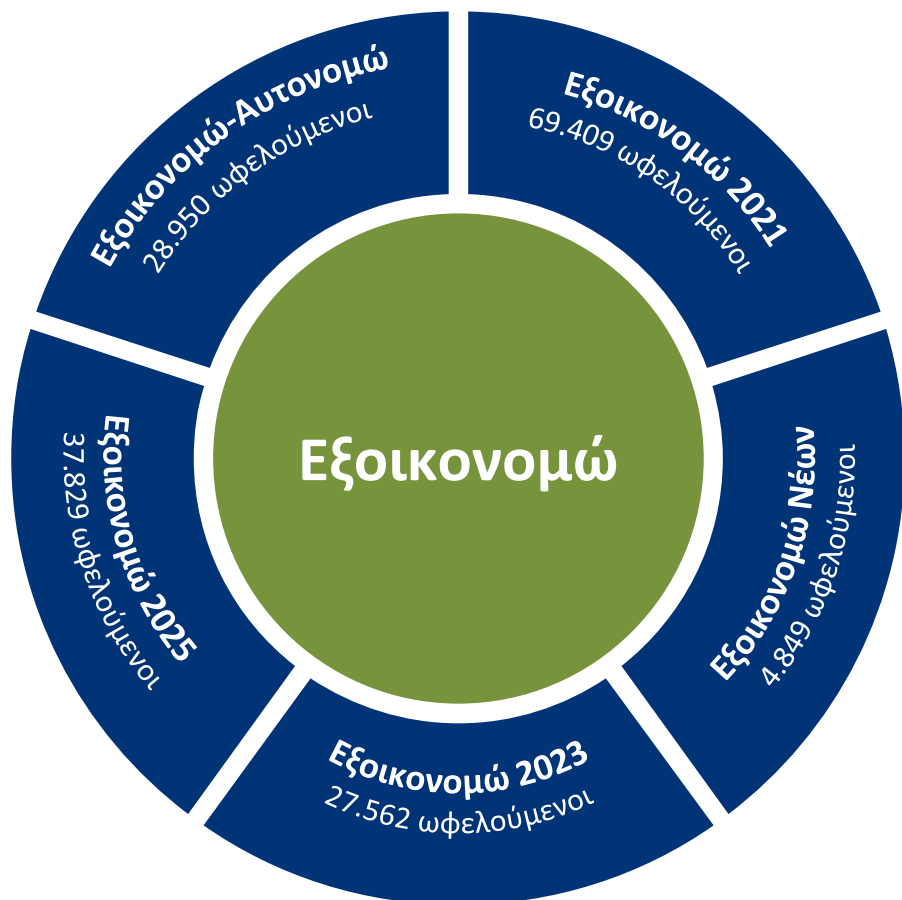 Εξοικονομώ
Εξοικονομώ 2021
69.409 ωφελούμενοι
Εξοικονομώ Νέων
4.849 ωφελούμενοι
Εξοικονομώ 2023
27.562 ωφελούμενοι
Εξοικονομώ 2025
37.829 ωφελούμενοι
Εξοικονομώ-Αυτονομώ
28.950 ωφελούμενοι